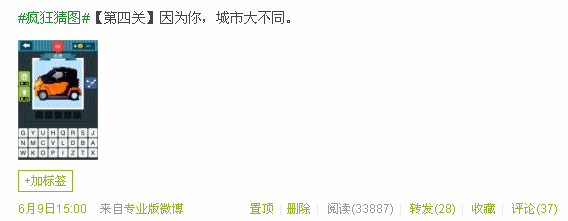 #疯狂猜图#【第四关】因为你，城市大不同。
G Y U H Q R S J
N M C O L V D A
W K O P I Z T X
+加标签
6月9日15:00 来自专业版微博 置顶 | 删除 | 阅读(33887) | 转发(28) | 收藏 | 评论(37)